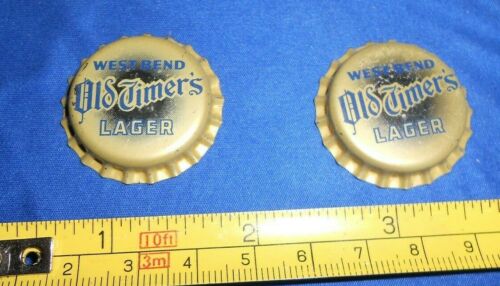 WEST BEND
Old Timer's
LAGER
WEST BEND
Old Timer's
LAGER
1 10ft 2 3
2 3m 4 5 6 7 8 9